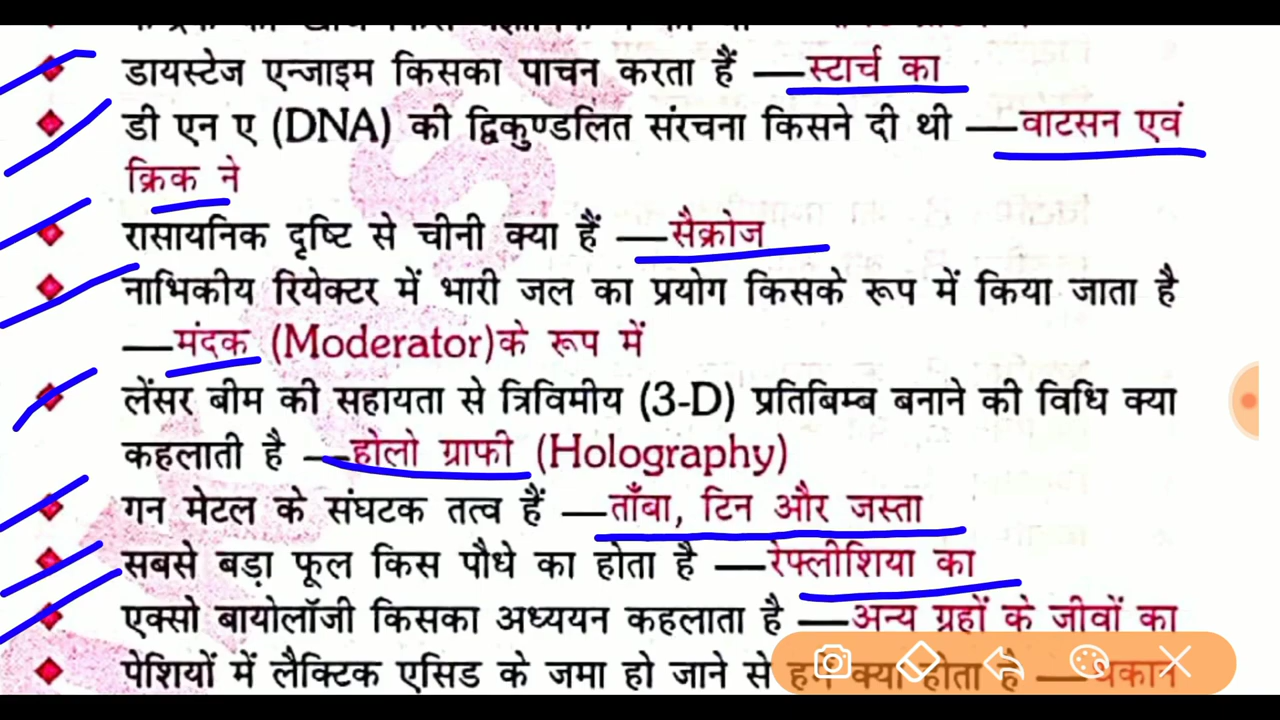 डायस्टेज एन्जाइम किसका पाचन करता हैं —स्टार्च का
डी एन ए (DNA) की द्विकुण्डलित संरचना किसने दी थी —वाटसन एवं
क्रिक ने
रासायनिक दृष्टि से चीनी क्या हैं —सैक्रोज
नाभिकीय रियेक्टर में भारी जल का प्रयोग किसके रूप में किया जाता है
—मंदक (Moderator)के रूप में
लेंसर बीम की सहायता से त्रिविमीय (3-D) प्रतिबिम्ब बनाने की विधि क्या
कहलाती है —होलो ग्राफी (Holography)
गन मेटल के संघटक तत्व हैं —ताँबा, टिन और जस्ता
सबसे बड़ा फूल किस पौधे का होता है —रेफ्लीशिया का
एक्सो बायोलॉजी किसका अध्ययन कहलाता है —अन्य ग्रहों के जीवों का
पेशियों में लैक्टिक एसिड के जमा हो जाने से हमें क्या होता है —थकान